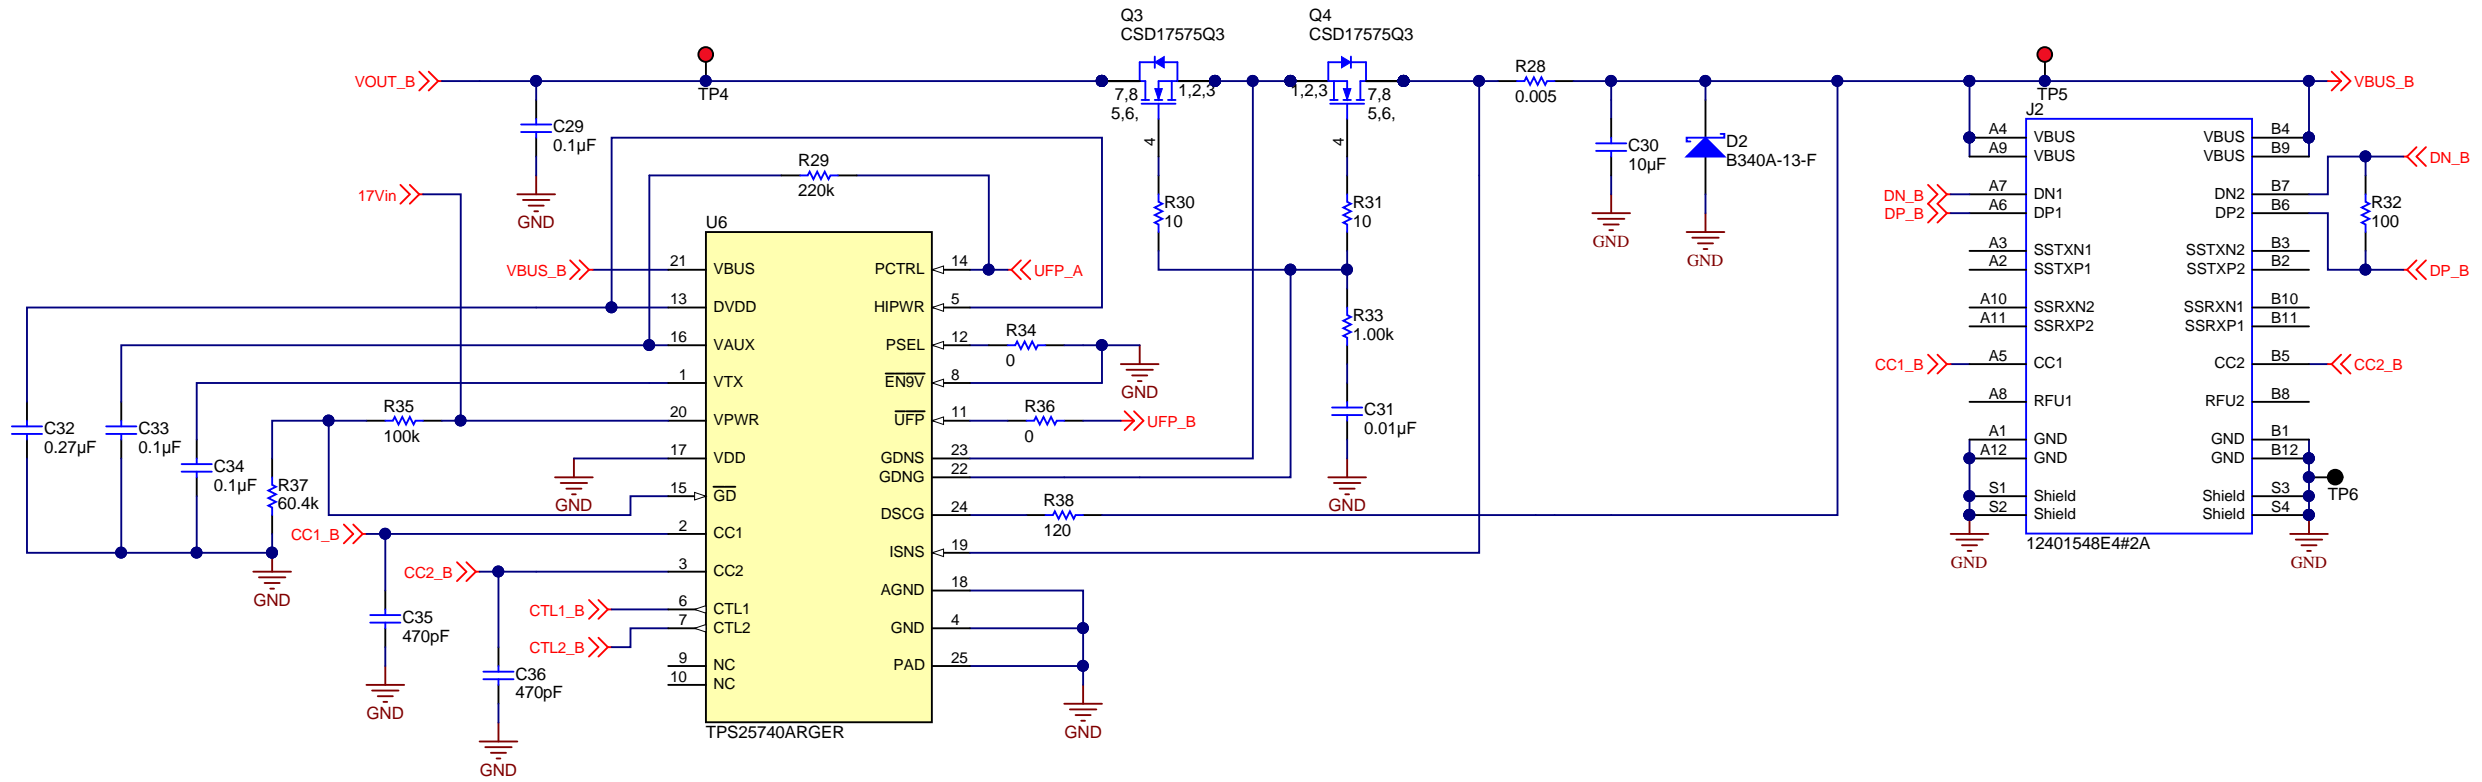 Q3
CSD17575Q3
Q4
CSD17575Q3
VOUT_B
TP4
7,8
5,6,
1,2,3
4
1,2,3
7,8
5,6,
4
R28
0.005
TP5
VBUS_B
C29
0.1µF
GND
R29
220k
17Vin
R30
10
R31
10
C30
10µF
GND
D2
B340A-13-F
GND
U6
VBUS_B
21
VBUS
13
DVDD
16
VAUX
1
VTX
20
VPWR
17
VDD
15
GD
2
CC1
3
CC2
6
CTL1
7
CTL2
9
NC
10
NC
PCTRL
14
UFP_A
HIPWR
5
PSEL
12
EN9V
8
UFP
11
GDNS
23
GDNG
22
DSCG
24
ISNS
19
AGND
18
GND
4
PAD
25
TPS25740ARGER
R34
0
GND
R36
0
UFP_B
R33
1.00k
C31
0.01µF
GND
R38
120
GND
C32
0.27µF
C33
0.1µF
C34
0.1µF
R35
100k
R37
60.4k
GND
GND
CC1_B
CC2_B
C35
470pF
GND
C36
470pF
GND
CTL1_B
CTL2_B
J2
A4
VBUS
A9
VBUS
DN_B
A7
DN1
DP_B
A6
DP1
A3
SSTXN1
A2
SSTXP1
A10
SSRXN2
A11
SSRXP2
CC1_B
A5
CC1
A8
RFU1
A1
GND
A12
GND
S1
Shield
S2
Shield
GND
VBUS
B4
VBUS
B9
DN2
B7
DP2
B6
SSTXN2
B3
SSTXP2
B2
SSRXN1
B10
SSRXP1
B11
CC2
B5
CC2_B
RFU2
B8
GND
B1
GND
B12
Shield
S3
Shield
S4
TP6
GND
DN_B
R32
100
DP_B
12401548E4#2A